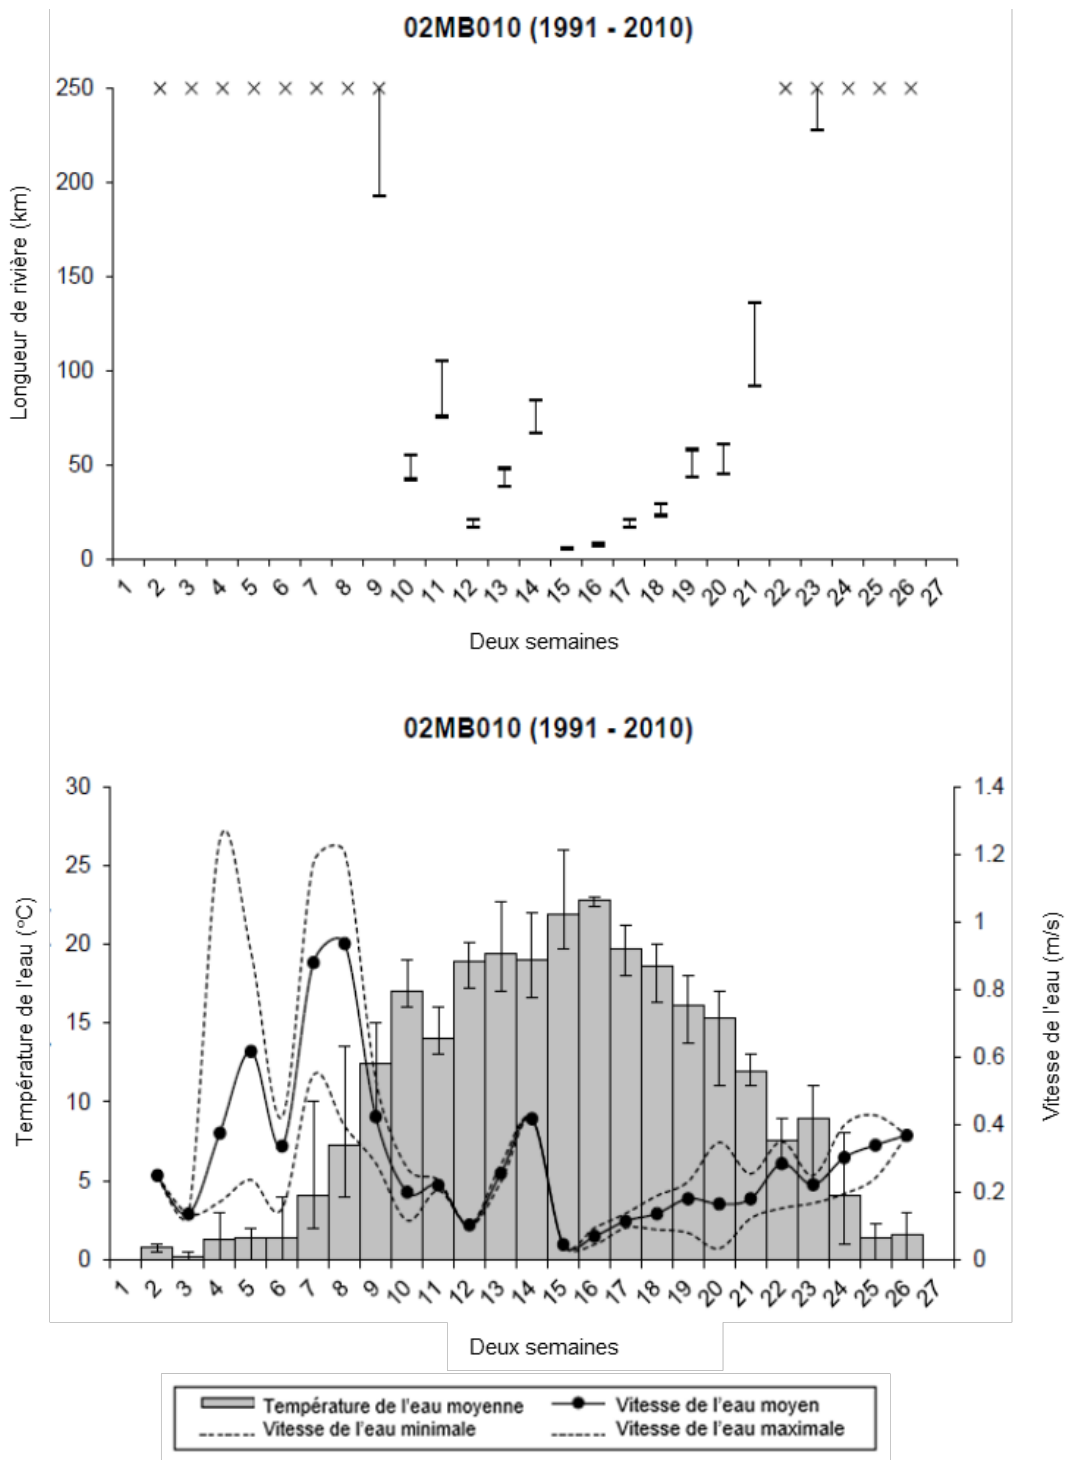 02MB010 (1991 - 2010)
Longueur de rivière (km)
250
200
150
100
50
0
1 2 3 4 5 6 7 8 9 10 11 12 13 14 15 16 17 18 19 20 21 22 23 24 25 26 27
Deux semaines
02MB010 (1991 - 2010)
Température de l'eau (°C)
30
25
20
15
10
5
0
1.4
1.2
1
0.8
0.6
0.4
0.2
0
Vitesse de l'eau (m/s)
1 2 3 4 5 6 7 8 9 10 11 12 13 14 15 16 17 18 19 20 21 22 23 24 25 26 27
Deux semaines
Température de l'eau moyenne Vitesse de l'eau moyen
Vitesse de l'eau minimale Vitesse de l'eau maximale